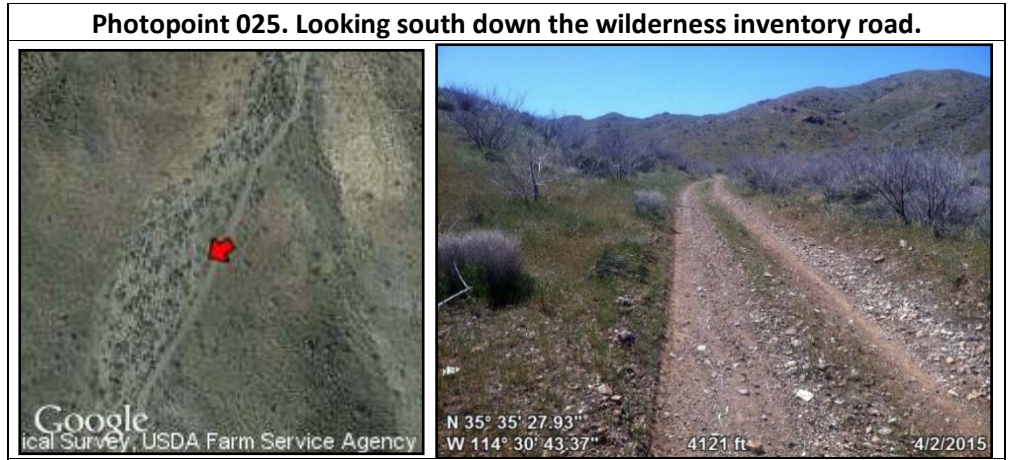 Photopoint 025. Looking south down the wilderness inventory road.
Google
ical Survey, USDA Farm Service Agency
N 35° 35' 27.93"
W 114° 30' 43.37"
4121 ft
4/2/2015